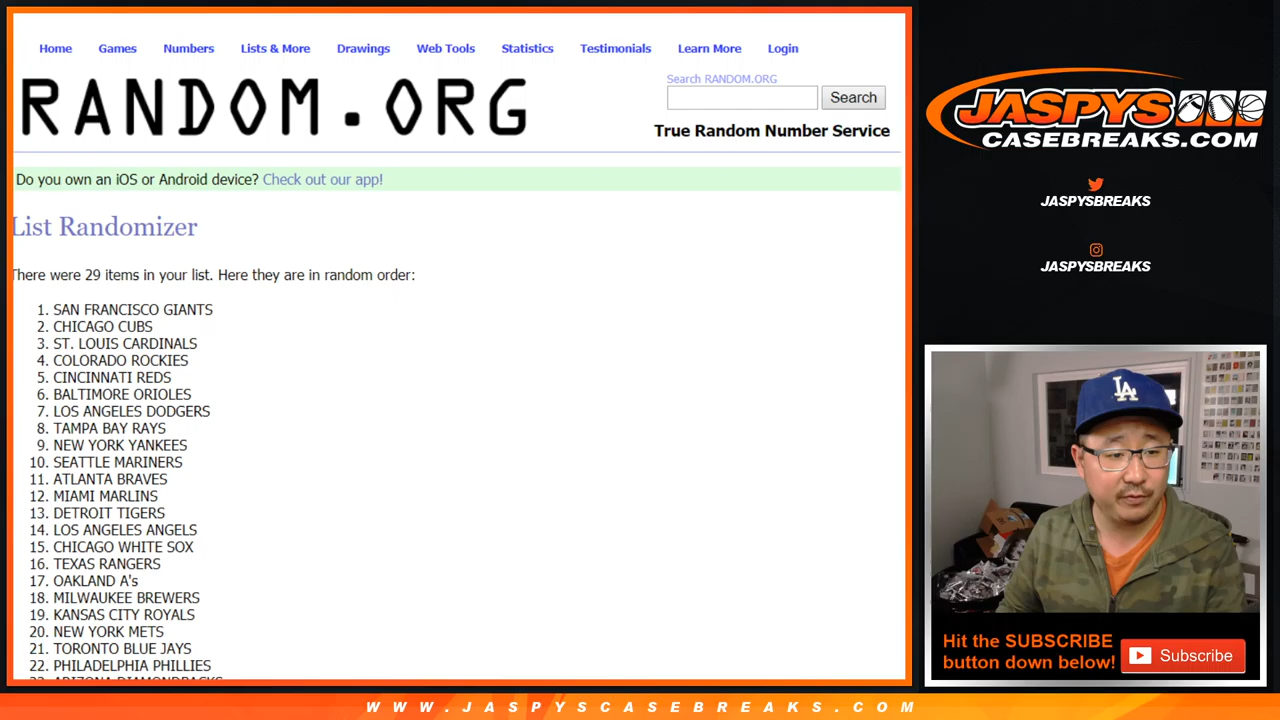 Home Games Numbers Lists & More Drawings Web Tools Statistics Testimonials Learn More Login
RANDOM.ORG
Search RANDOM.ORG
Search
True Random Number Service
Do you own an iOS or Android device? Check out our app!
List Randomizer
There were 29 items in your list. Here they are in random order:
1. SAN FRANCISCO GIANTS
2. CHICAGO CUBS
3. ST. LOUIS CARDINALS
4. COLORADO ROCKIES
5. CINCINNATI REDS
6. BALTIMORE ORIOLES
7. LOS ANGELES DODGERS
8. TAMPA BAY RAYS
9. NEW YORK YANKEES
10. SEATTLE MARINERS
11. ATLANTA BRAVES
12. MIAMI MARLINS
13. DETROIT TIGERS
14. LOS ANGELES ANGELS
15. CHICAGO WHITE SOX
16. TEXAS RANGERS
17. OAKLAND A's
18. MILWAUKEE BREWERS
19. KANSAS CITY ROYALS
20. NEW YORK METS
21. TORONTO BLUE JAYS
22. PHILADELPHIA PHILLIES
23. ARIZONA DIAMONDBACKS
JASPYS
CASEBREAKS.COM
JASPYSBREAKS
JASPYSBREAKS
LA
Hit the SUBSCRIBE
button down below!
Subscribe
WWW.JASPYSCASEBREAKS.COM